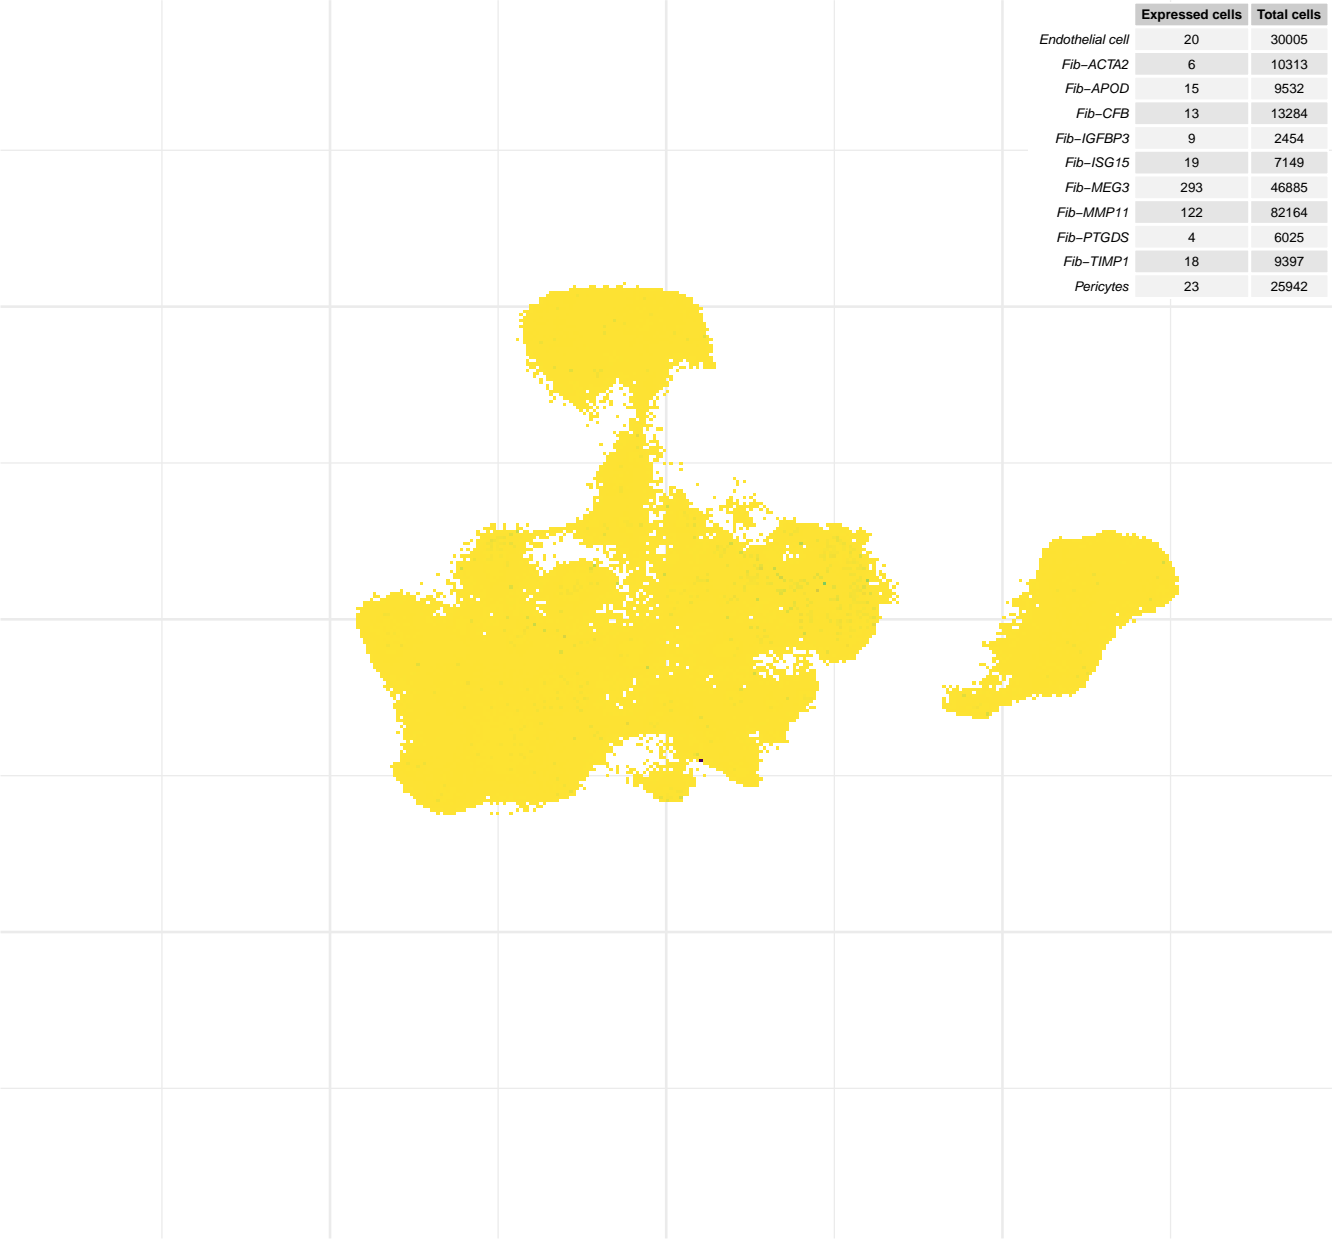 Expressed cells Total cells
Endothelial cell 20 30005
Fib−ACTA2 6 10313
Fib−APOD 15 9532
Fib−CFB 13 13284
Fib−IGFBP3 9 2454
Fib−ISG15 19 7149
Fib−MEG3 293 46885
Fib−MMP11 122 82164
Fib−PTGDS 4 6025
Fib−TIMP1 18 9397
Pericytes 23 25942